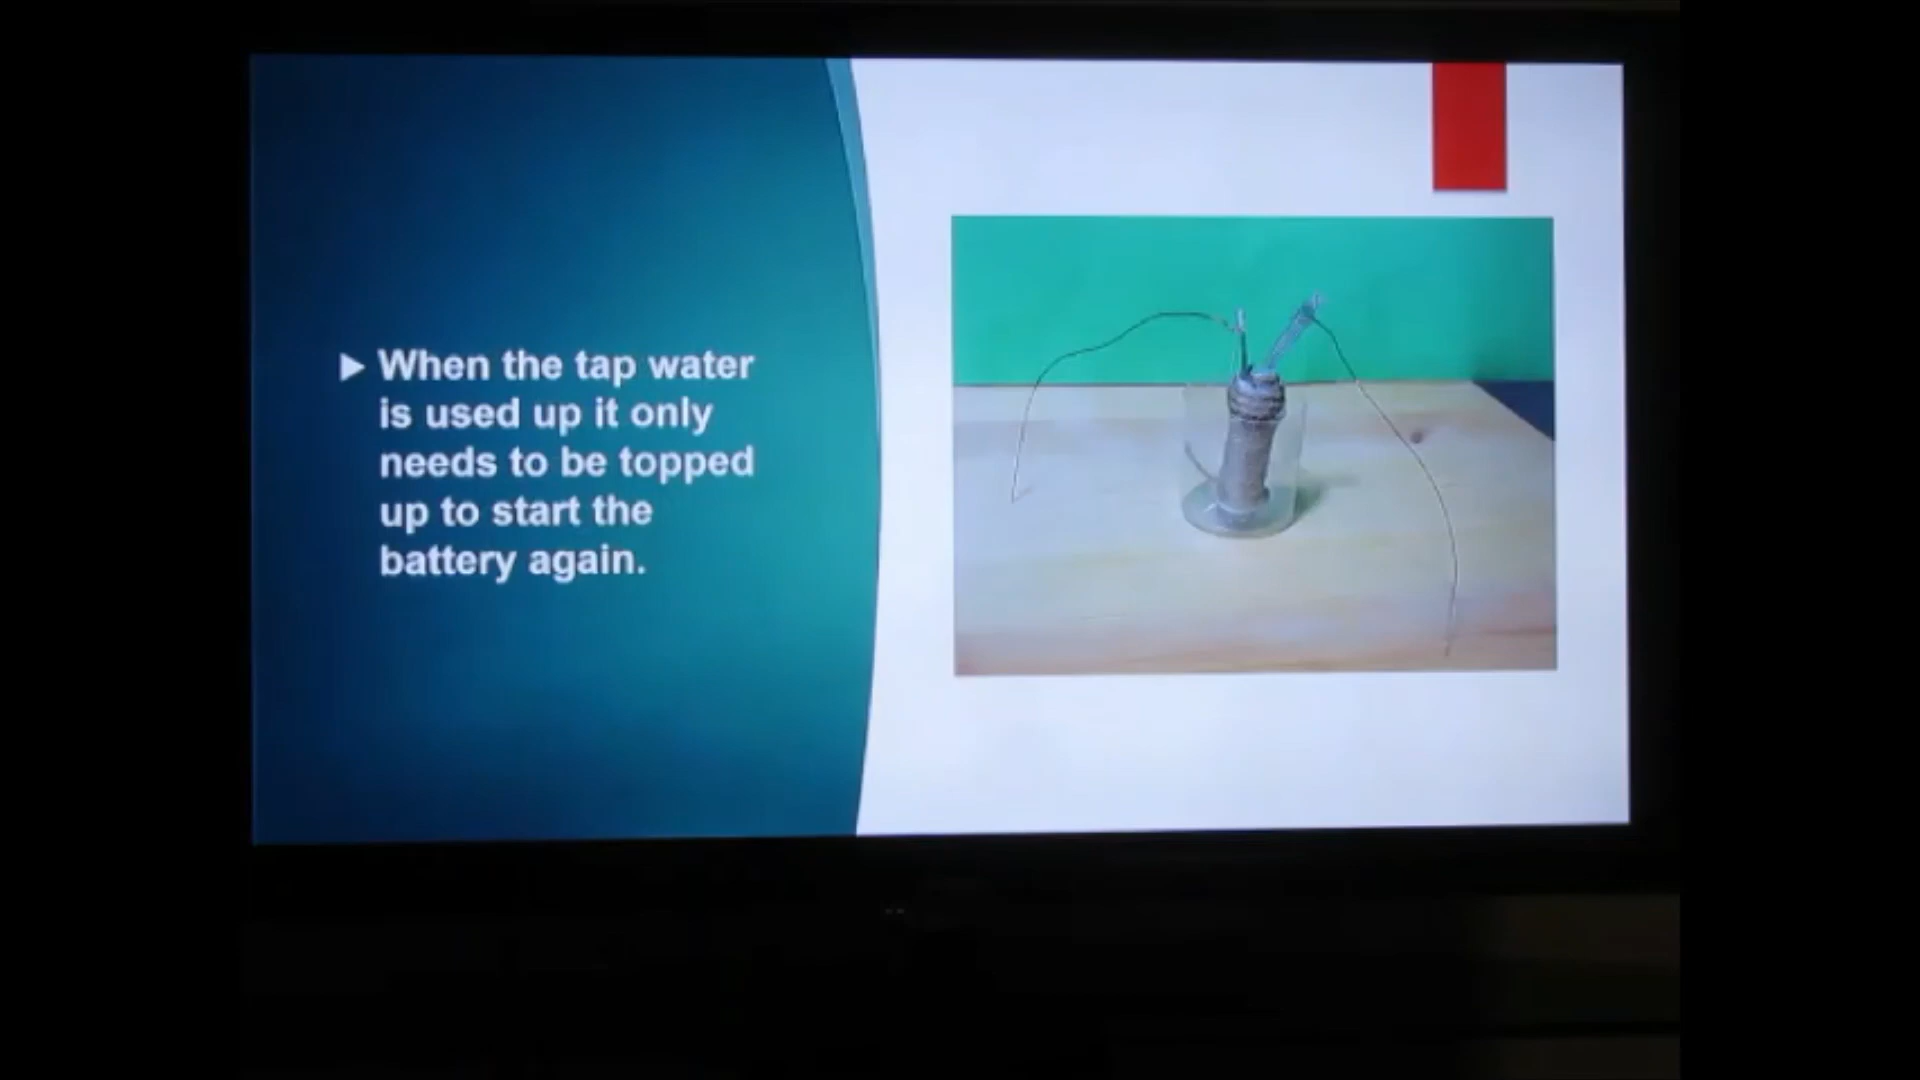 When the tap water
is used up it only
needs to be topped
up to start the
battery again.